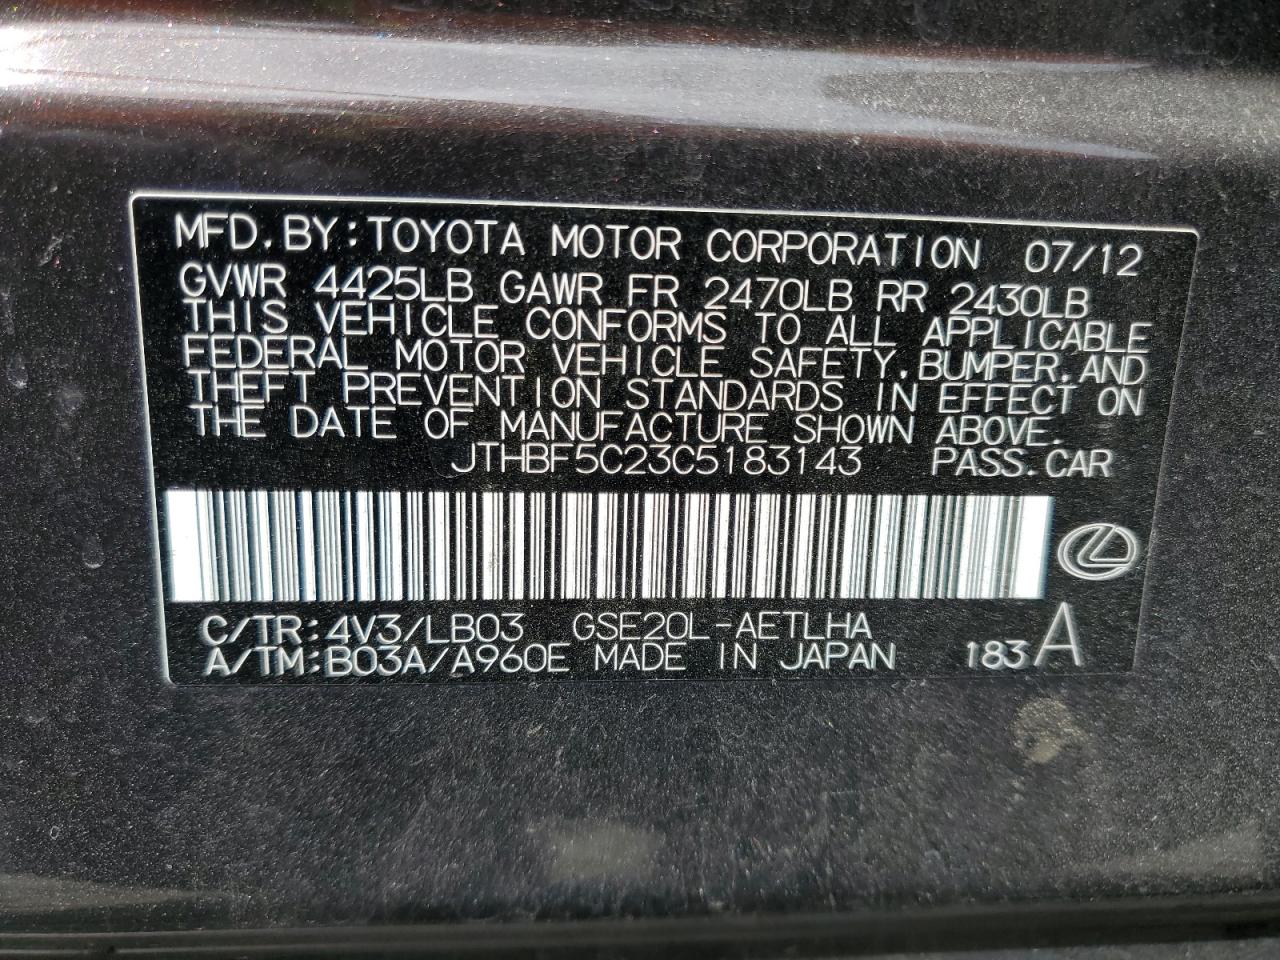 MFD. BY: TOYOTA MOTOR CORPORATION 07/12
GVWR 4425LB GAWR FR 2470LB RR 2430LB
THIS VEHICLE CONFORMS TO ALL APPLICABLE
FEDERAL MOTOR VEHICLE SAFETY, BUMPER, AND
THEFT PREVENTION STANDARDS IN EFFECT ON
THE DATE OF MANUFACTURE SHOWN ABOVE.
JTHBF5C23C5183143 PASS. CAR
C/TR: 4V3/LB03 GSE20L-AETLHA
A/TM: B03A/A960E MADE IN JAPAN 183 A